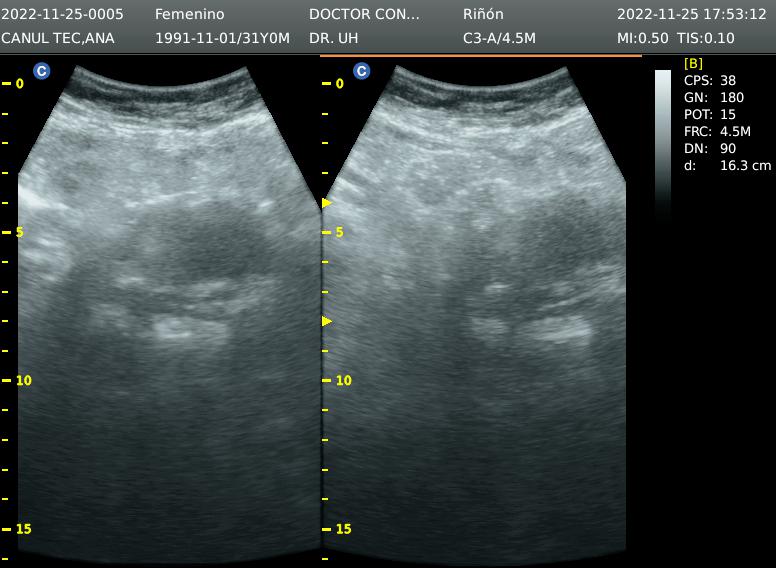 2022-11-25-0005 Femenino DOCTOR CON... Riñón 2022-11-25 17:53:12
CANUL TEC,ANA 1991-11-01/31Y0M DR. UH C3-A/4.5M MI:0.50 TIS:0.10
C
C
[B]
CPS: 38
GN: 180
POT: 15
FRC: 4.5M
DN: 90
d: 16.3 cm
0
5
10
15
0
5
10
15